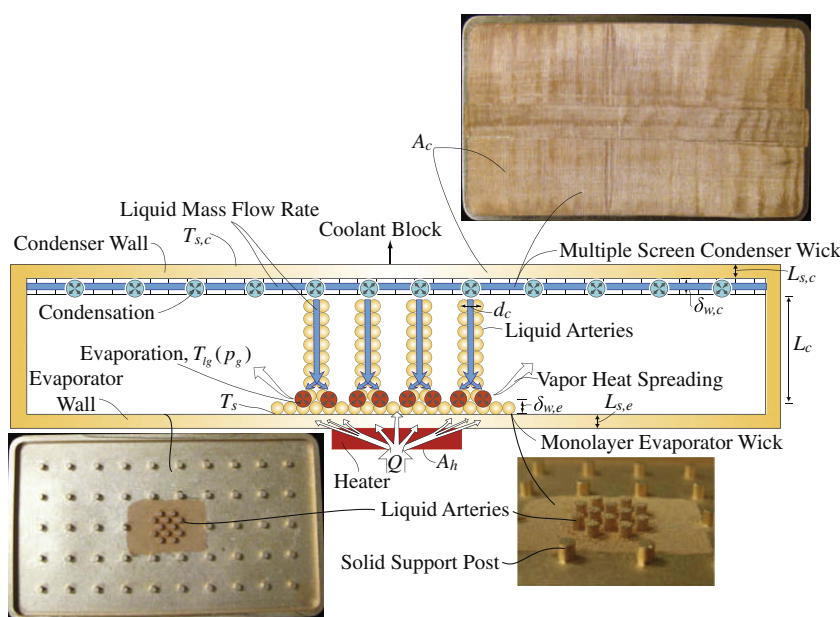 A_c
Liquid Mass Flow Rate
Coolant Block
Condenser Wall
T_{s,c}
Multiple Screen Condenser Wick
L_{s,c}
δ_{w,c}
Condensation
d_c
Liquid Arteries
L_c
Evaporation, T_{lg}(p_g)
Vapor Heat Spreading
Evaporator
Wall
T_s
δ_{w,e}
L_{s,e}
Monolayer Evaporator Wick
Q
A_h
Heater
Liquid Arteries
Solid Support Post